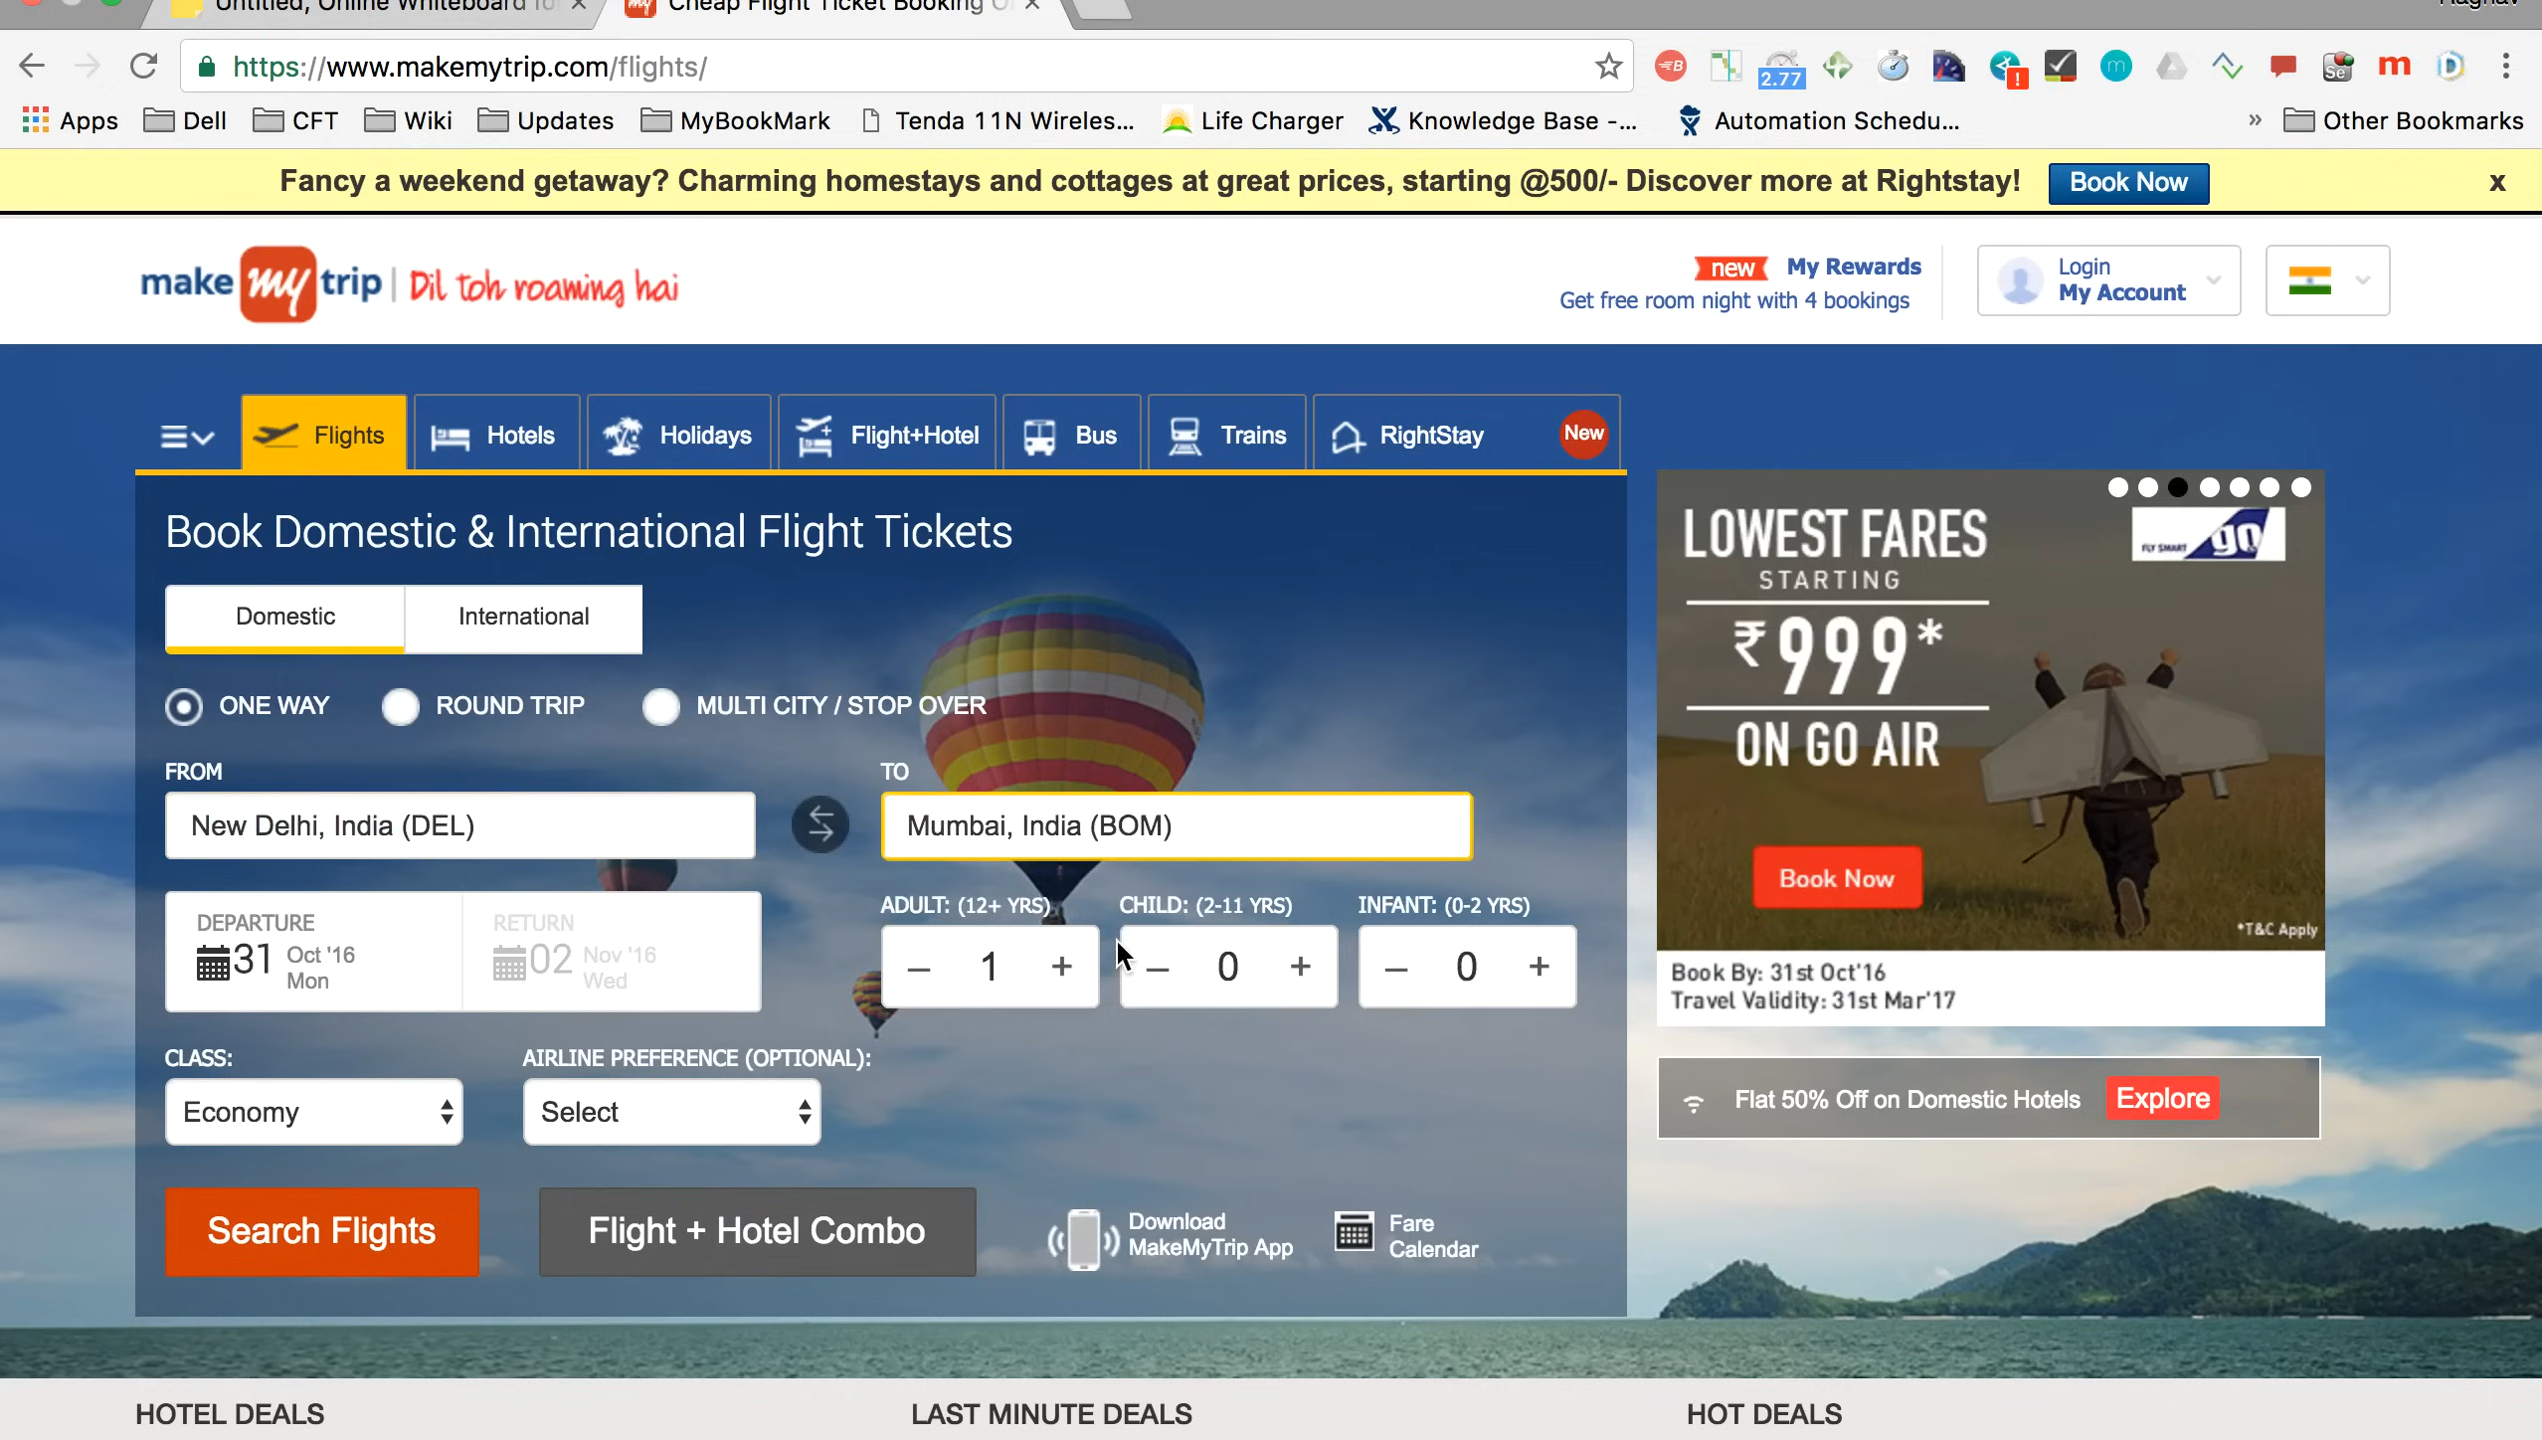 Untitled, Online Whiteboard for
Cheap Flight Ticket Booking O
Raghav
https://www.makemytrip.com/flights/
2.77
Apps Dell CFT Wiki Updates MyBookMark Tenda 11N Wireles... Life Charger Knowledge Base -... Automation Schedu... » Other Bookmarks
Fancy a weekend getaway? Charming homestays and cottages at great prices, starting @500/- Discover more at Rightstay! Book Now x
make my trip | Dil toh roaming hai
new My Rewards
Get free room night with 4 bookings
Login
My Account
Flights Hotels Holidays Flight+Hotel Bus Trains RightStay New
Book Domestic & International Flight Tickets
Domestic International
ONE WAY ROUND TRIP MULTI CITY / STOP OVER
FROM TO
New Delhi, India (DEL) Mumbai, India (BOM)
DEPARTURE RETURN
31 Oct '16 Mon
02 Nov '16 Wed
ADULT: (12+ YRS) CHILD: (2-11 YRS) INFANT: (0-2 YRS)
– 1 + – 0 + – 0 +
CLASS: AIRLINE PREFERENCE (OPTIONAL):
Economy Select
Search Flights Flight + Hotel Combo
Download
MakeMyTrip App
Fare
Calendar
LOWEST FARES
STARTING
₹999*
ON GO AIR
FLY SMART go
Book Now
*T&C Apply
Book By: 31st Oct'16
Travel Validity: 31st Mar'17
Flat 50% Off on Domestic Hotels Explore
HOTEL DEALS LAST MINUTE DEALS HOT DEALS